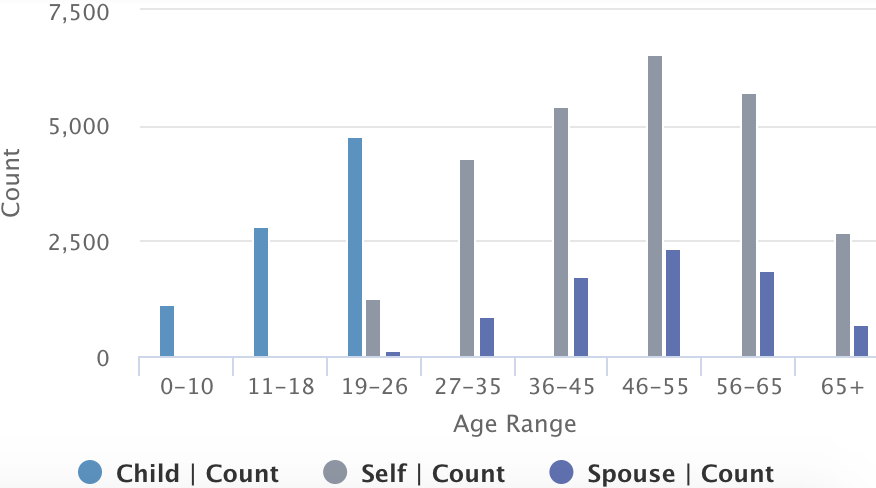 7,500
5,000
2,500
0
Count
0–10 11–18 19–26 27–35 36–45 46–55 56–65 65+
Age Range
Child | Count Self | Count Spouse | Count